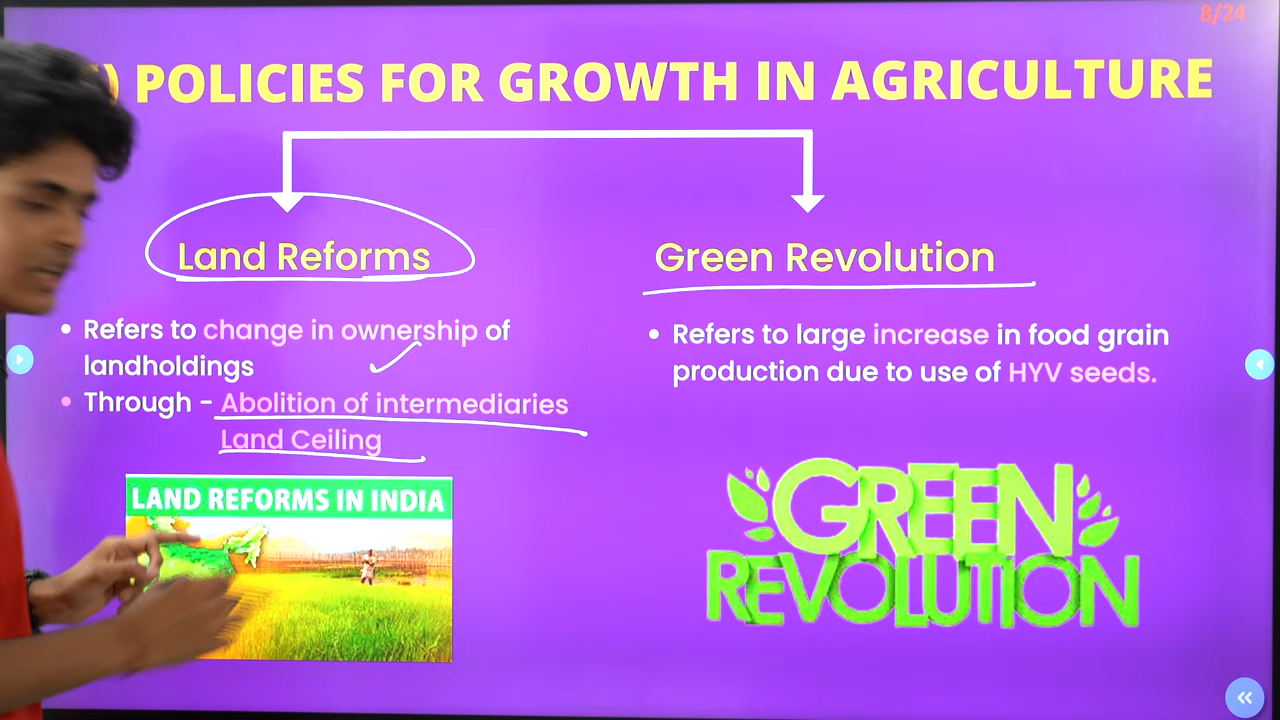 8/24
) POLICIES FOR GROWTH IN AGRICULTURE
Land Reforms
• Refers to change in ownership of
landholdings
• Through - Abolition of intermediaries
Land Ceiling
LAND REFORMS IN INDIA
Green Revolution
• Refers to large increase in food grain
production due to use of HYV seeds.
GREEN
REVOLUTION